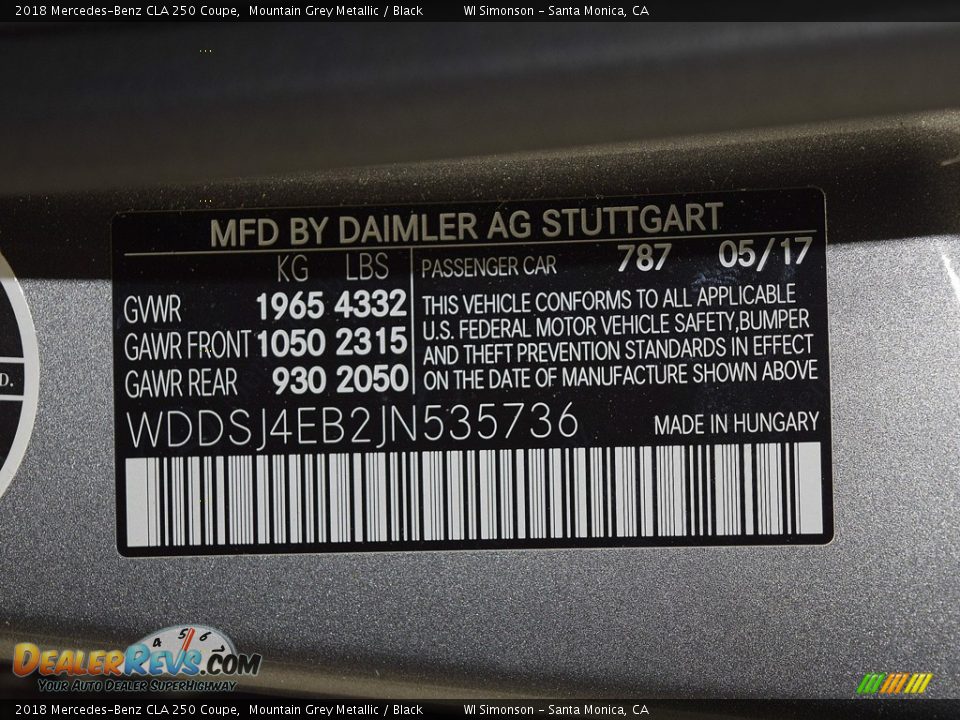 2018 Mercedes-Benz CLA 250 Coupe, Mountain Grey Metallic / Black WI Simonson - Santa Monica, CA
MFD BY DAIMLER AG STUTTGART
KG LBS
GVWR 1965 4332
GAWR FRONT 1050 2315
GAWR REAR 930 2050
PASSENGER CAR 787 05/17
THIS VEHICLE CONFORMS TO ALL APPLICABLE
U.S. FEDERAL MOTOR VEHICLE SAFETY,BUMPER
AND THEFT PREVENTION STANDARDS IN EFFECT
ON THE DATE OF MANUFACTURE SHOWN ABOVE
WDDSJ4EB2JN535736 MADE IN HUNGARY
D.
4 5 6 7
DEALERREVS.COM
YOUR AUTO DEALER SUPERHIGHWAY
2018 Mercedes-Benz CLA 250 Coupe, Mountain Grey Metallic / Black WI Simonson - Santa Monica, CA